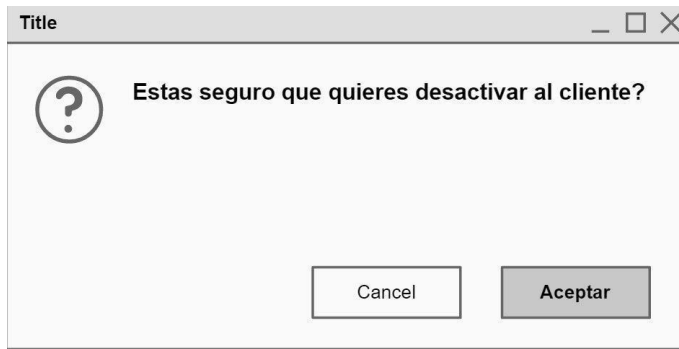 Title
Estas seguro que quieres desactivar al cliente?
Cancel
Aceptar